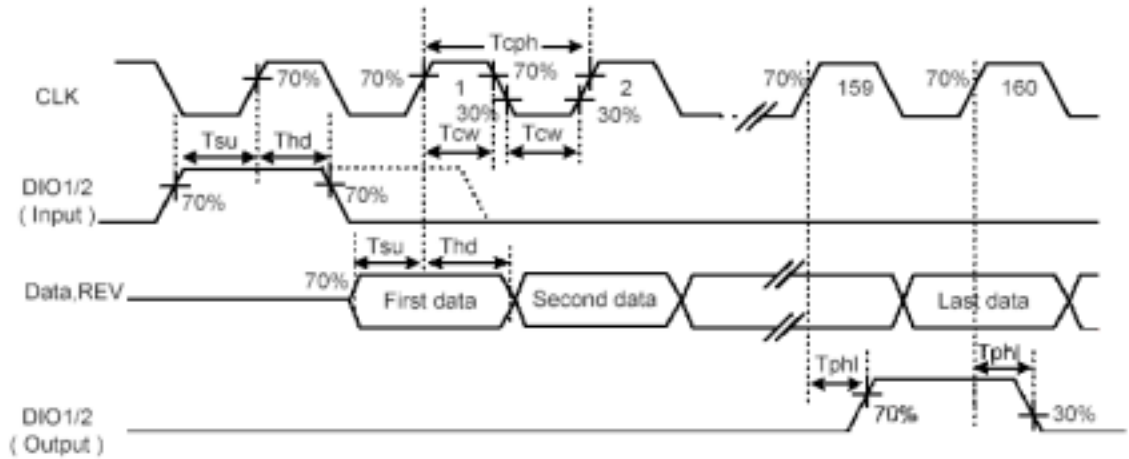 Tcph
70% 70% 1 70% 2 70% 159 70% 160
CLK
30% 30%
Tsu Thd Tcw Tcw
DIO1/2
( Input )
70% 70%
Tsu Thd
70%
Data,REV First data Second data Last data
Tphl Tphl
DIO1/2
( Output )
70% 30%